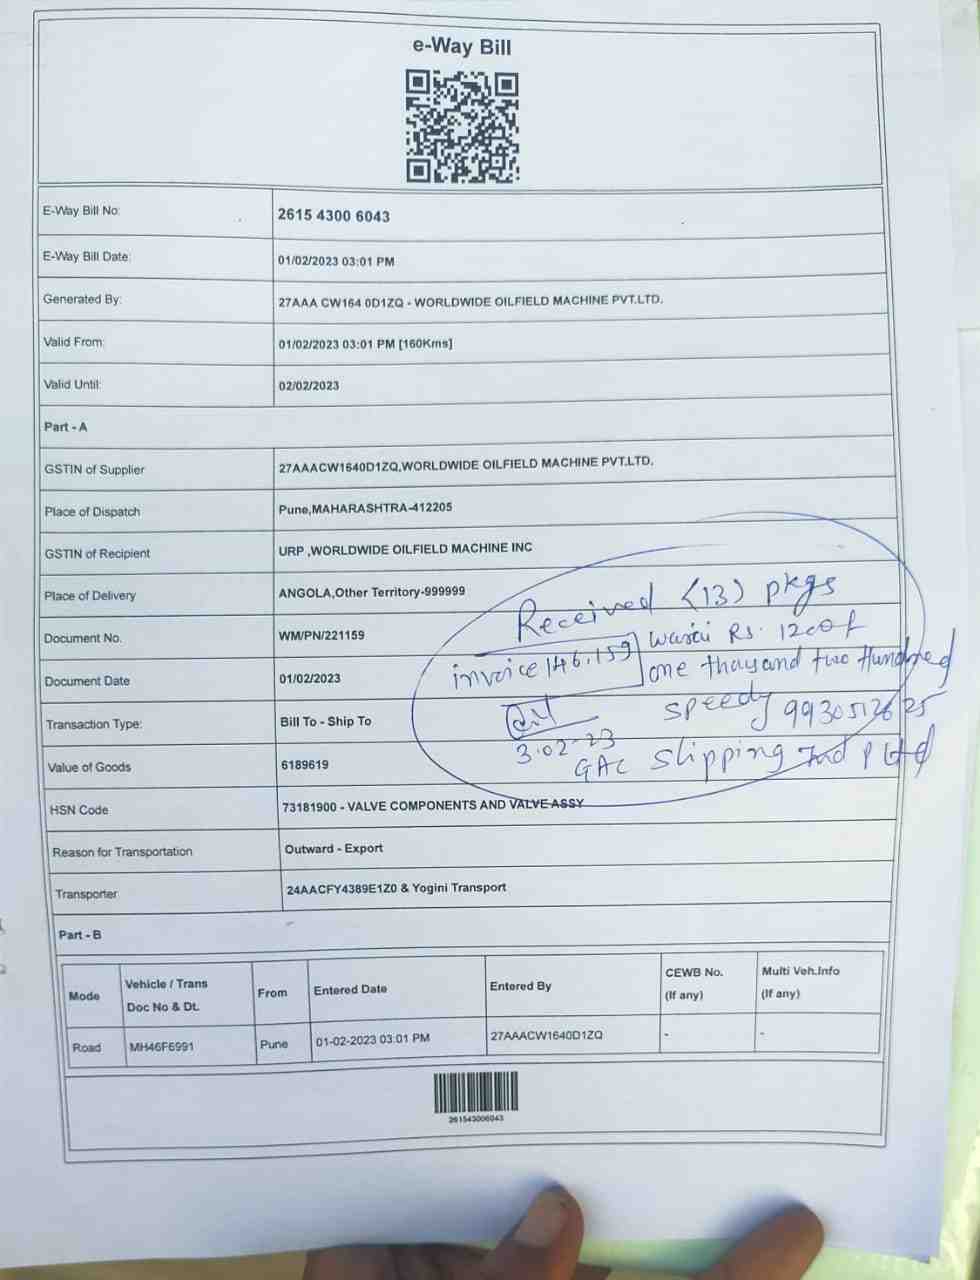 e-Way Bill
E-Way Bill No: 2615 4300 6043
E-Way Bill Date: 01/02/2023 03:01 PM
Generated By: 27AAA CW164 0D1ZQ - WORLDWIDE OILFIELD MACHINE PVT.LTD.
Valid From: 01/02/2023 03:01 PM [160Kms]
Valid Until: 02/02/2023
Part - A
GSTIN of Supplier 27AAACW1640D1ZQ,WORLDWIDE OILFIELD MACHINE PVT.LTD.
Place of Dispatch Pune,MAHARASHTRA-412205
GSTIN of Recipient URP ,WORLDWIDE OILFIELD MACHINE INC
Place of Delivery ANGOLA,Other Territory-999999
Document No. WM/PN/221159
Document Date 01/02/2023
Transaction Type: Bill To - Ship To
Value of Goods 6189619
HSN Code 73181900 - VALVE COMPONENTS AND VALVE ASSY
Reason for Transportation Outward - Export
Transporter 24AACFY4389E1Z0 & Yogini Transport
Received (13) pkgs
invoice 146,159
warai Rs. 1200/-
one thousand two Hundred
speedy 9930512625
3.02-23
GAC Shipping Ind P Ltd
Part - B
Mode Vehicle / Trans Doc No & Dt. From Entered Date Entered By CEWB No. (If any) Multi Veh.Info (If any)
Road MH46F6991 Pune 01-02-2023 03:01 PM 27AAACW1640D1ZQ - -
261543006043